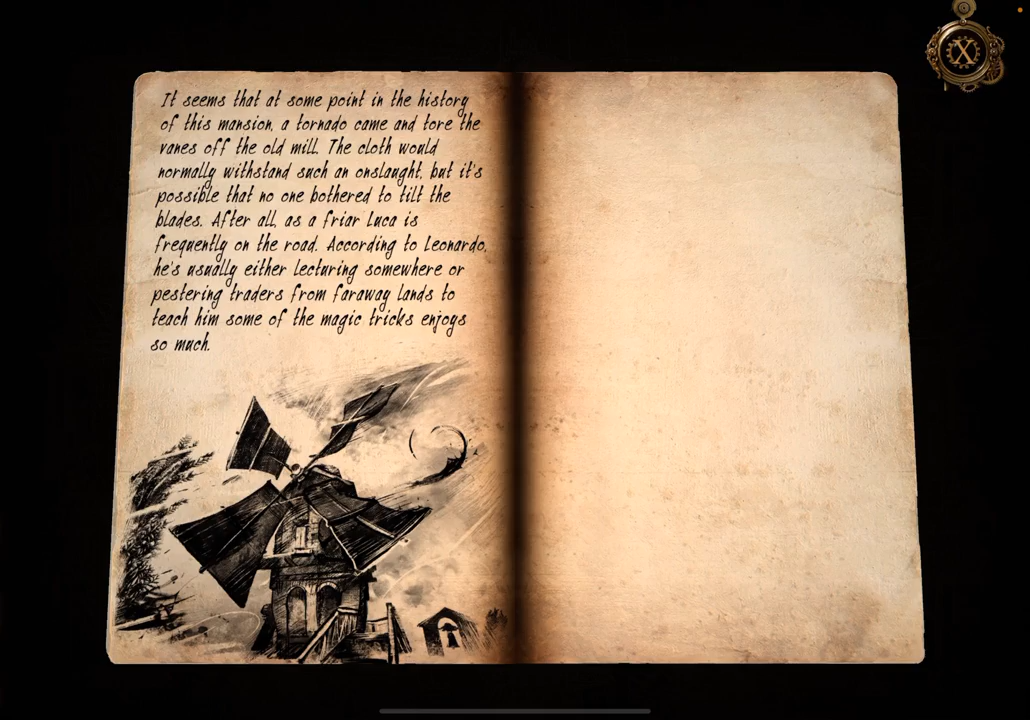 It seems that at some point in the history
of this mansion, a tornado came and tore the
vanes off the old mill. The cloth would
normally withstand such an onslaught, but it's
possible that no one bothered to tilt the
blades. After all, as a friar Luca is
frequently on the road. According to Leonardo,
he's usually either lecturing somewhere or
pestering traders from faraway lands to
teach him some of the magic tricks enjoys
so much.
X